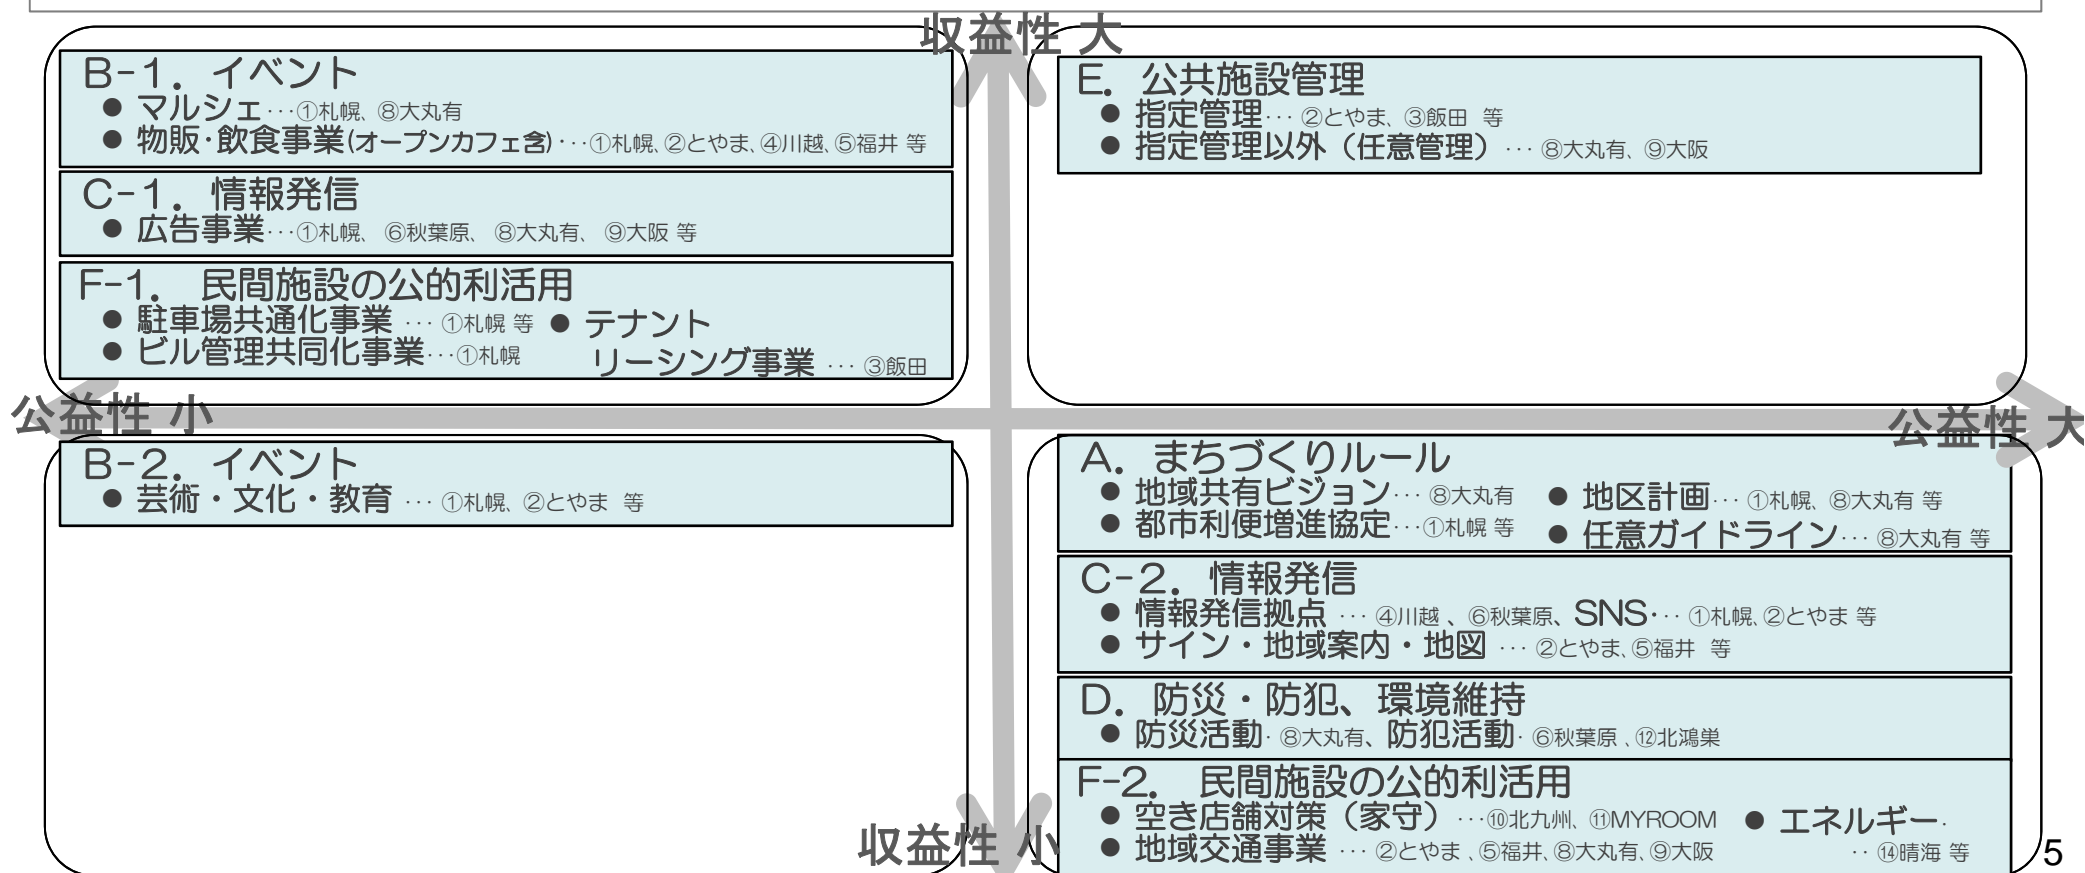 収益性 大
B-1．イベント
● マルシェ…①札幌、⑧大丸有
● 物販・飲食事業(オープンカフェ含)…①札幌、②とやま、④川越、⑤福井 等
C-1．情報発信
● 広告事業…①札幌、⑥秋葉原、⑧大丸有、⑨大阪 等
F-1．民間施設の公的利活用
● 駐車場共通化事業 … ①札幌 等 ● テナント
● ビル管理共同化事業…①札幌 リーシング事業 … ③飯田
E．公共施設管理
● 指定管理… ②とやま、③飯田 等
● 指定管理以外（任意管理）… ⑧大丸有、⑨大阪
公益性 小
公益性 大
B-2．イベント
● 芸術・文化・教育 … ①札幌、②とやま 等
A．まちづくりルール
● 地域共有ビジョン… ⑧大丸有 ● 地区計画… ①札幌、⑧大丸有 等
● 都市利便増進協定…①札幌 等 ● 任意ガイドライン… ⑧大丸有 等
C-2．情報発信
● 情報発信拠点 … ④川越 、⑥秋葉原、SNS… ①札幌、②とやま 等
● サイン・地域案内・地図 … ②とやま、⑤福井 等
D．防災・防犯、環境維持
● 防災活動· ⑧大丸有、防犯活動· ⑥秋葉原 、⑫北鴻巣
F-2．民間施設の公的利活用
● 空き店舗対策（家守）…⑩北九州、⑪MYROOM ● エネルギー·
● 地域交通事業 … ②とやま 、⑤福井、⑧大丸有、⑨大阪 ·· ⑭晴海 等
収益性 小
5